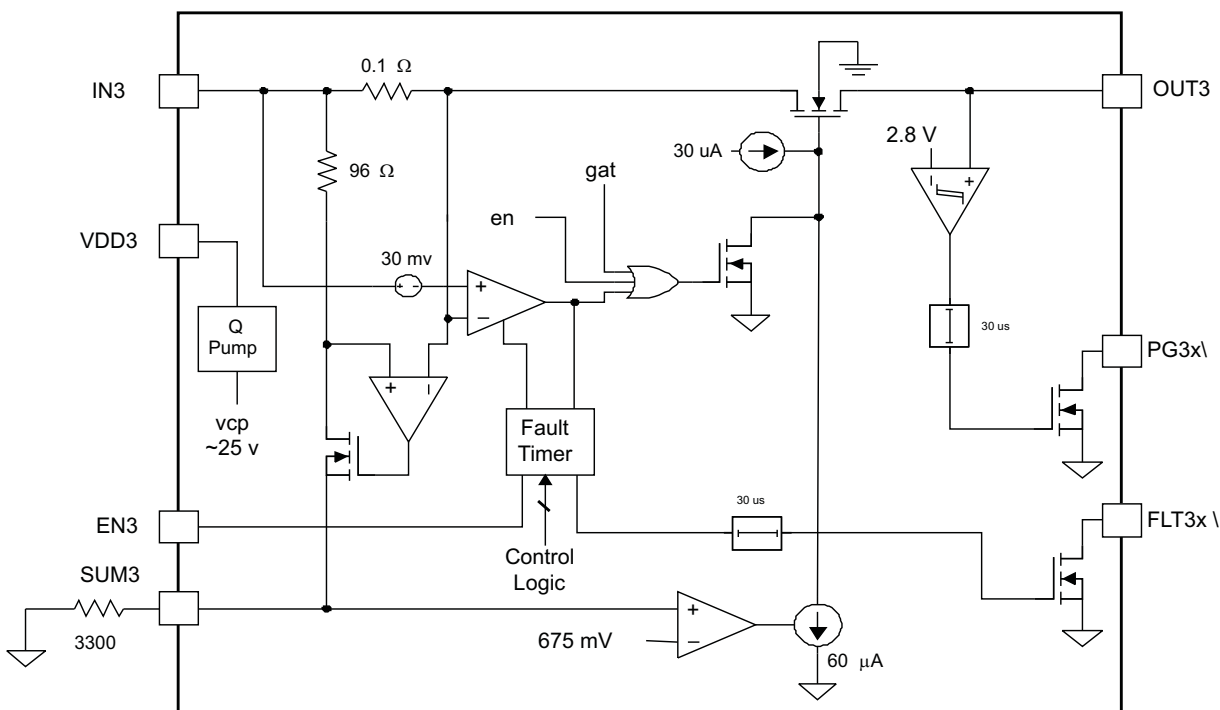 0.1 Ω
IN3
OUT3
2.8 V
30 uA
96 Ω
gat
en
VDD3
30 mv
+ -
+
−
−
+
Q
Pump
30 us
PG3x\
+
−
vcp
~25 v
Fault
Timer
30 us
EN3
FLT3x \
Control
Logic
SUM3
3300
+
−
675 mV
60 μA